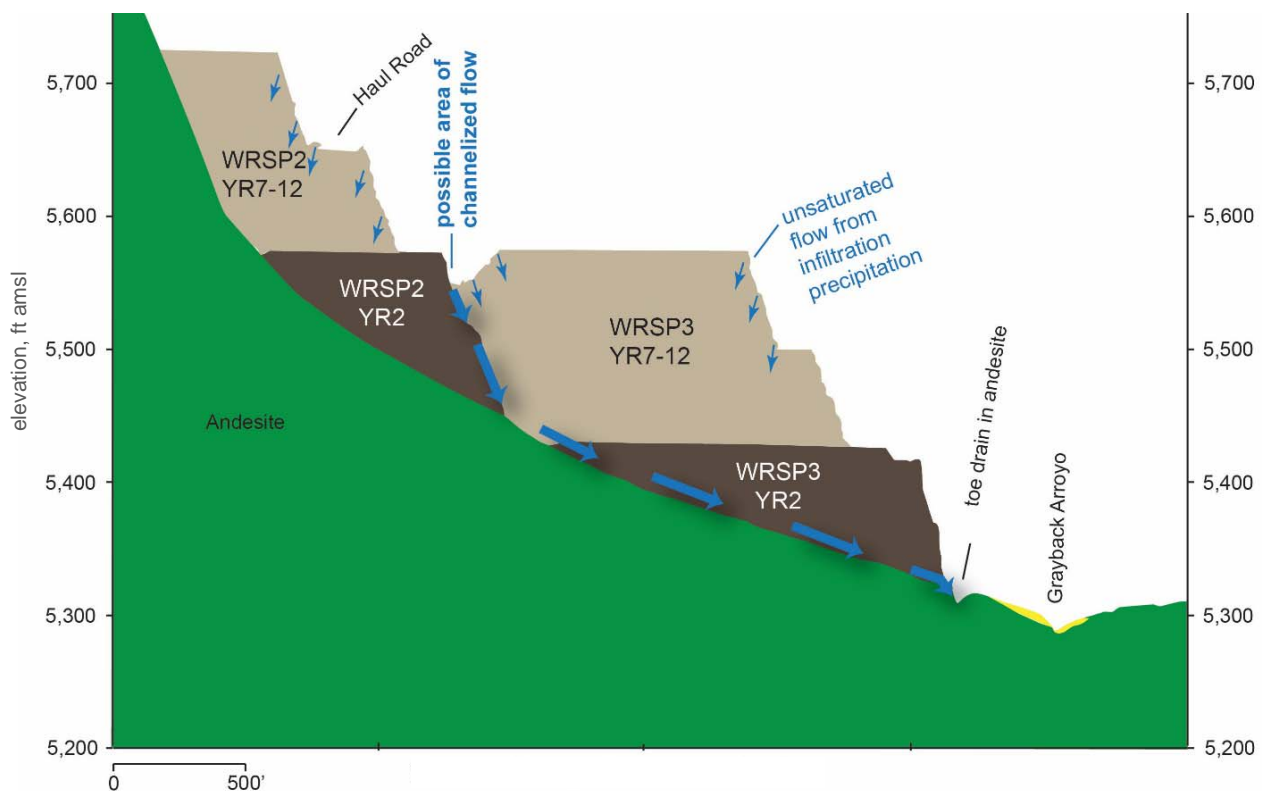 5,700
5,600
5,500
5,400
5,300
5,200
elevation, ft amsl
WRSP2
YR7-12
Haul Road
possible area of
channelized flow
WRSP2
YR2
WRSP3
YR7-12
unsaturated
flow from
infiltration
precipitation
Andesite
WRSP3
YR2
toe drain in andesite
Grayback Arroyo
5,700
5,600
5,500
5,400
5,300
5,200
0 500'